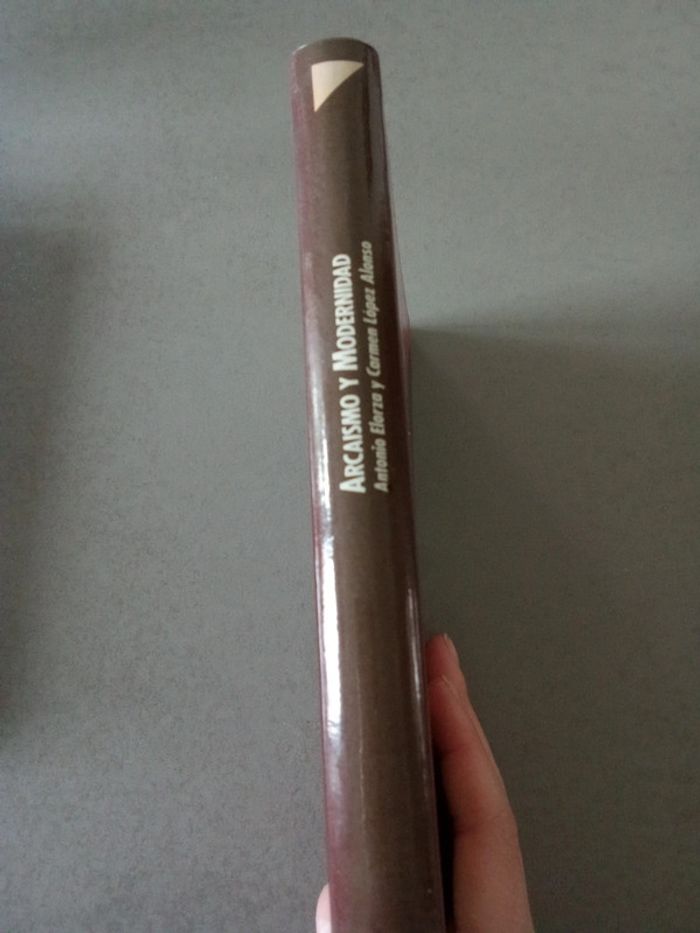 ARCAISMO Y MODERNIDAD
Antonio Elorza y Carmen López Alonso